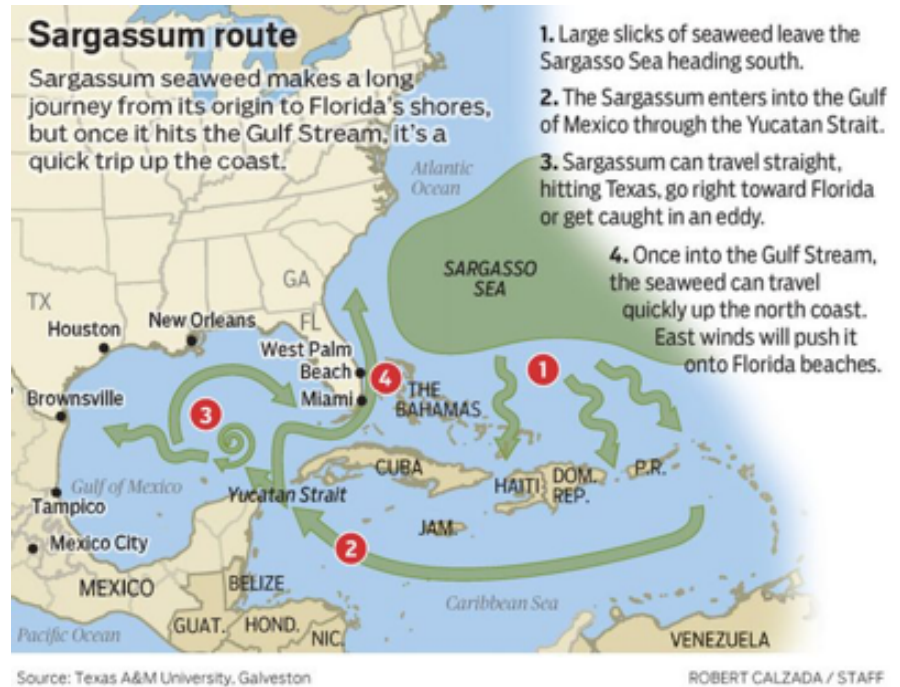 Sargassum route
Sargassum seaweed makes a long
journey from its origin to Florida's shores,
but once it hits the Gulf Stream, it's a
quick trip up the coast.
1. Large slicks of seaweed leave the
Sargasso Sea heading south.
2. The Sargassum enters into the Gulf
of Mexico through the Yucatan Strait.
3. Sargassum can travel straight,
hitting Texas, go right toward Florida
or get caught in an eddy.
4. Once into the Gulf Stream,
the seaweed can travel
quickly up the north coast.
East winds will push it
onto Florida beaches.
Atlantic
Ocean
SARGASSO
SEA
GA
TX
Houston
New Orleans
FL
West Palm
Beach
Miami
4
1
THE
BAHAMAS
Brownsville
3
CUBA
HAITI
DOM.
REP.
P.R.
Gulf of Mexico
Yucatan Strait
Tampico
JAM.
Mexico City
2
MEXICO
BELIZE
Caribbean Sea
GUAT.
HOND.
NIC.
Pacific Ocean
VENEZUELA
Source: Texas A&M University, Galveston
ROBERT CALZADA / STAFF